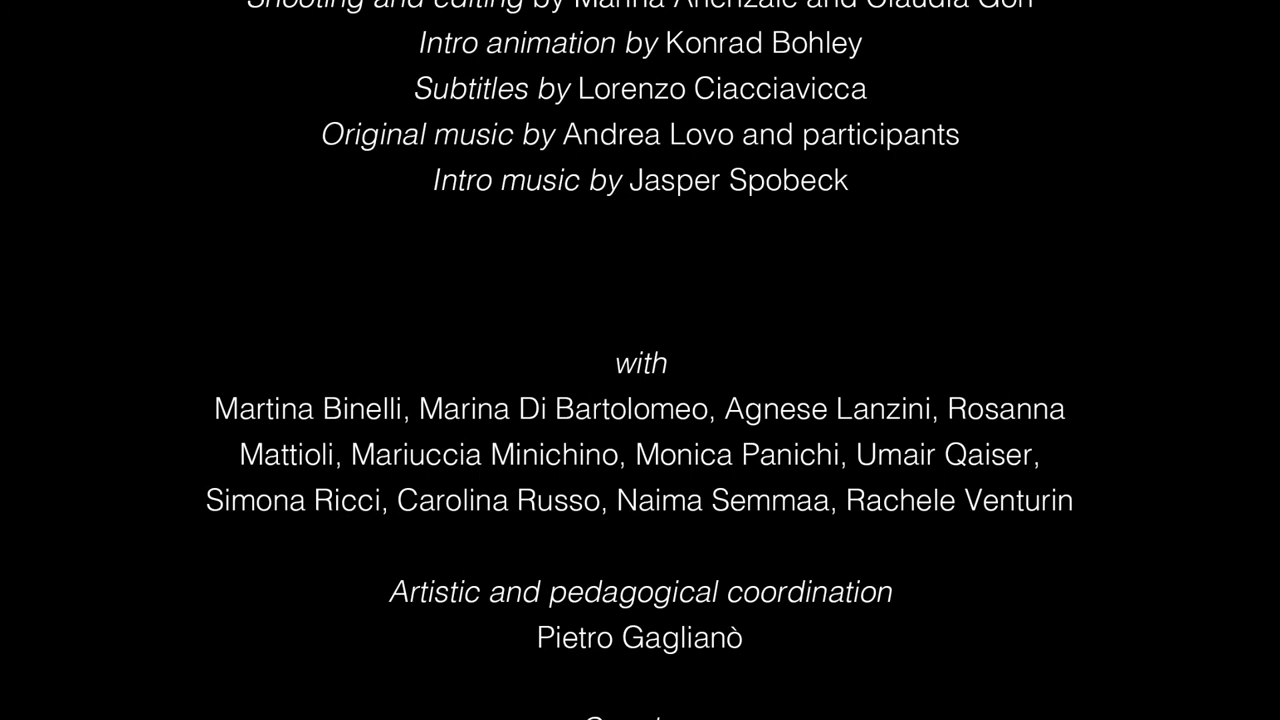 Shooting and editing by Marina Arienzale and Claudia Gori
Intro animation by Konrad Bohley
Subtitles by Lorenzo Ciacciavicca
Original music by Andrea Lovo and participants
Intro music by Jasper Spobeck
with
Martina Binelli, Marina Di Bartolomeo, Agnese Lanzini, Rosanna
Mattioli, Mariuccia Minichino, Monica Panichi, Umair Qaiser,
Simona Ricci, Carolina Russo, Naima Semmaa, Rachele Venturin
Artistic and pedagogical coordination
Pietro Gaglianò